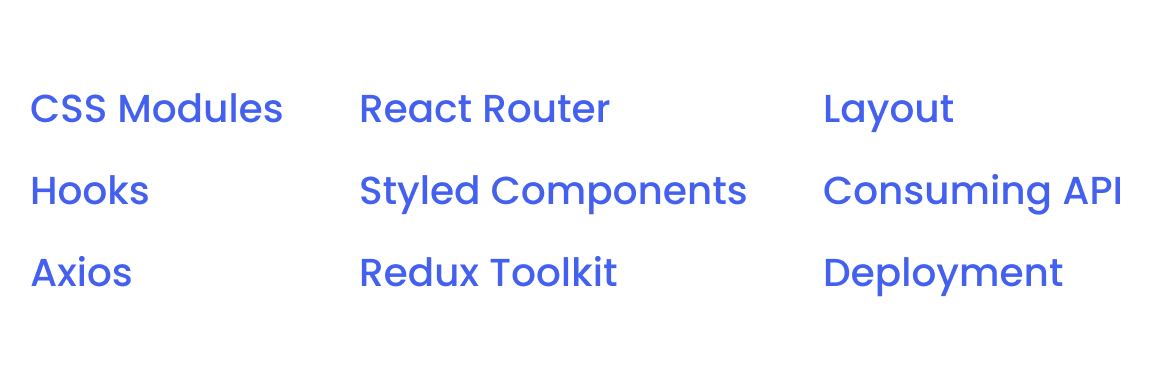 CSS Modules React Router Layout
Hooks Styled Components Consuming API
Axios Redux Toolkit Deployment